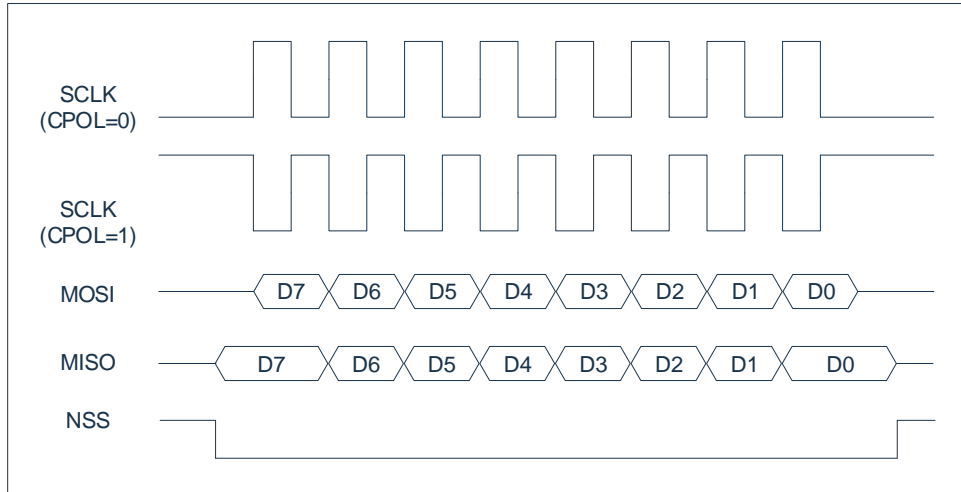 SCLK
(CPOL=0)
SCLK
(CPOL=1)
MOSI D7 D6 D5 D4 D3 D2 D1 D0
MISO D7 D6 D5 D4 D3 D2 D1 D0
NSS